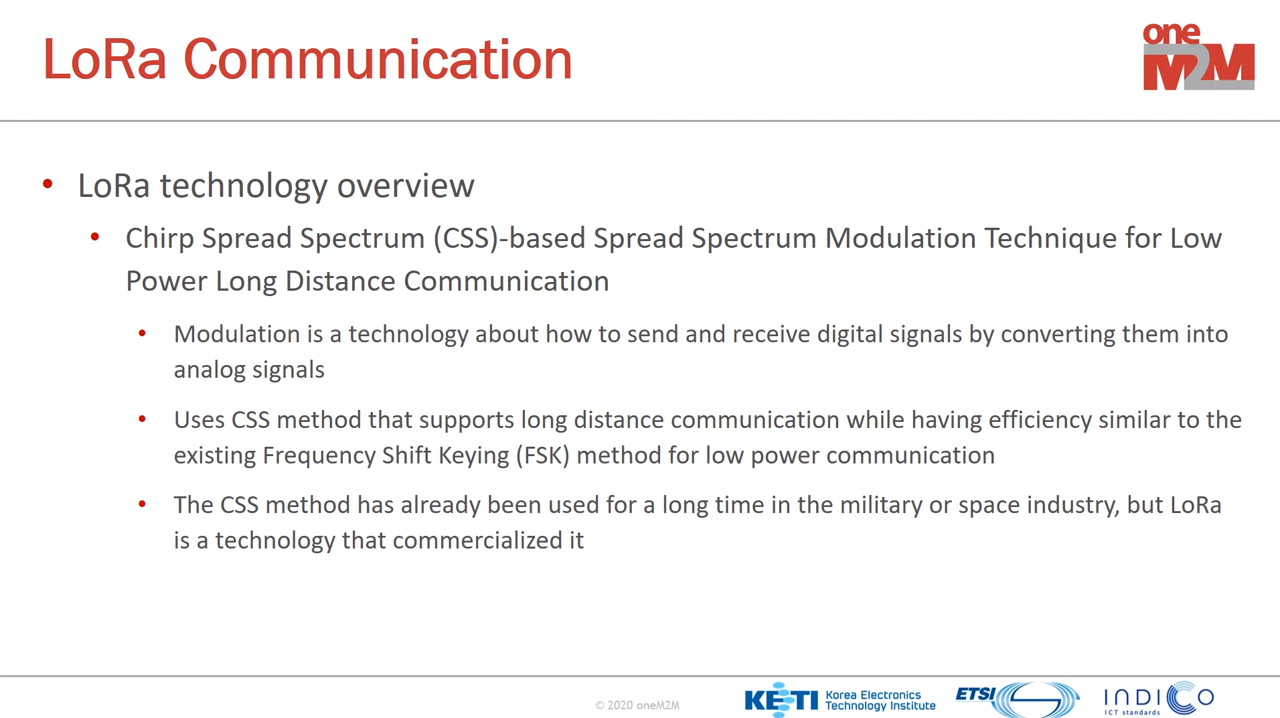 LoRa Communication
one
M2M
• LoRa technology overview
• Chirp Spread Spectrum (CSS)-based Spread Spectrum Modulation Technique for Low
Power Long Distance Communication
• Modulation is a technology about how to send and receive digital signals by converting them into
analog signals
• Uses CSS method that supports long distance communication while having efficiency similar to the
existing Frequency Shift Keying (FSK) method for low power communication
• The CSS method has already been used for a long time in the military or space industry, but LoRa
is a technology that commercialized it
© 2020 oneM2M
KETI
Korea Electronics
Technology Institute
ETSI
INDICO
ICT standards